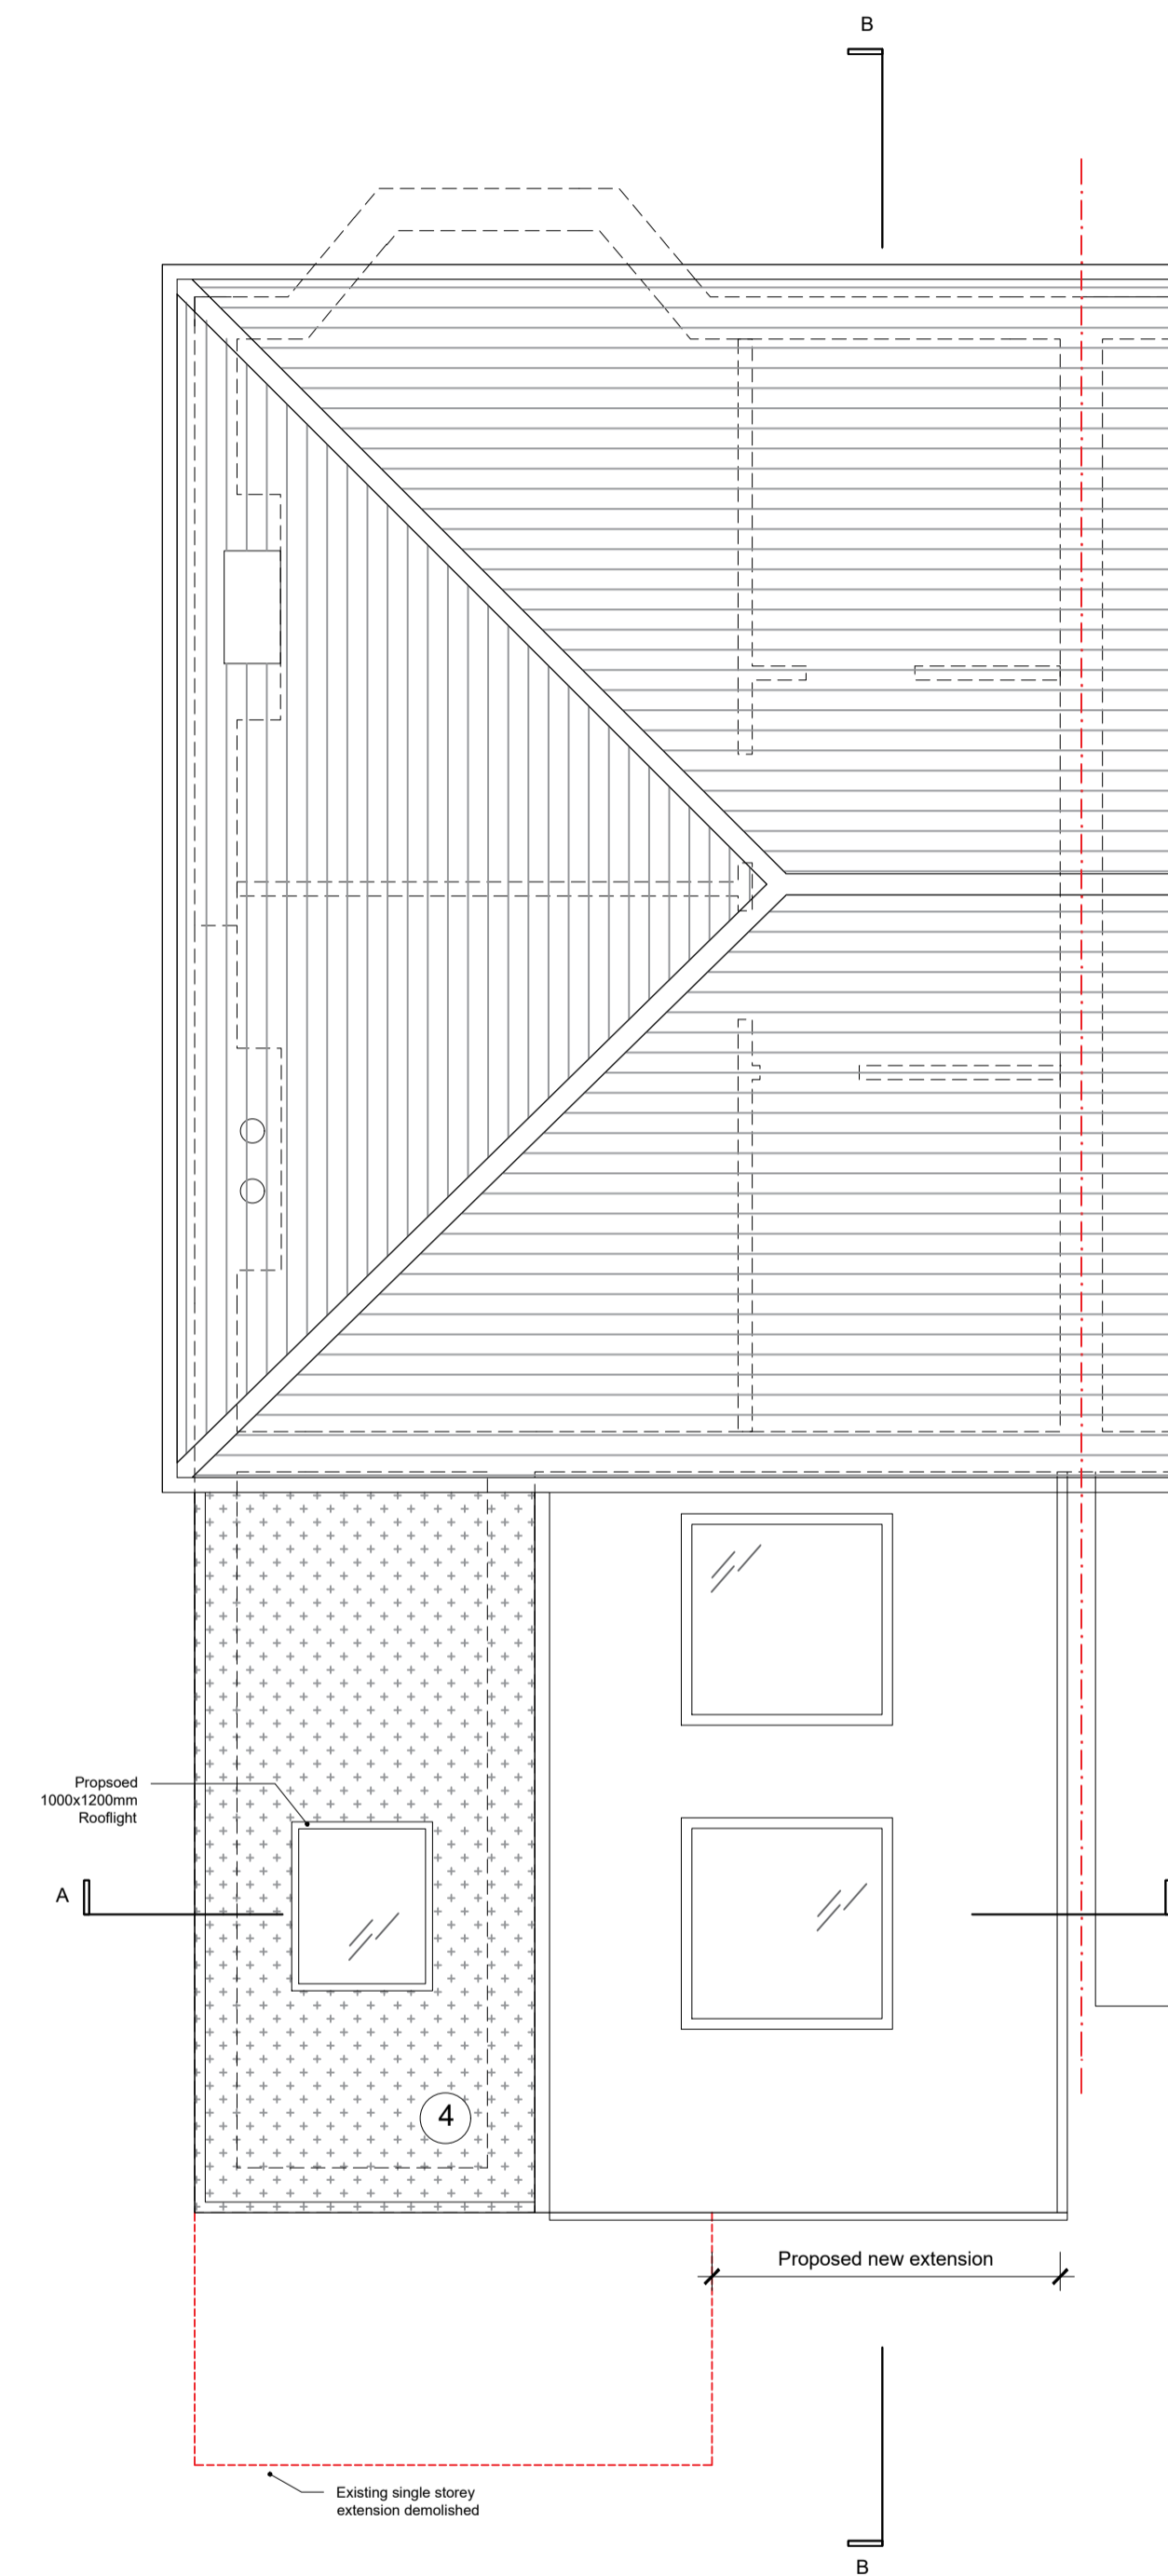 B
Propsoed
1000x1200mm
Rooflight
A
4
Proposed new extension
Existing single storey
extension demolished
B